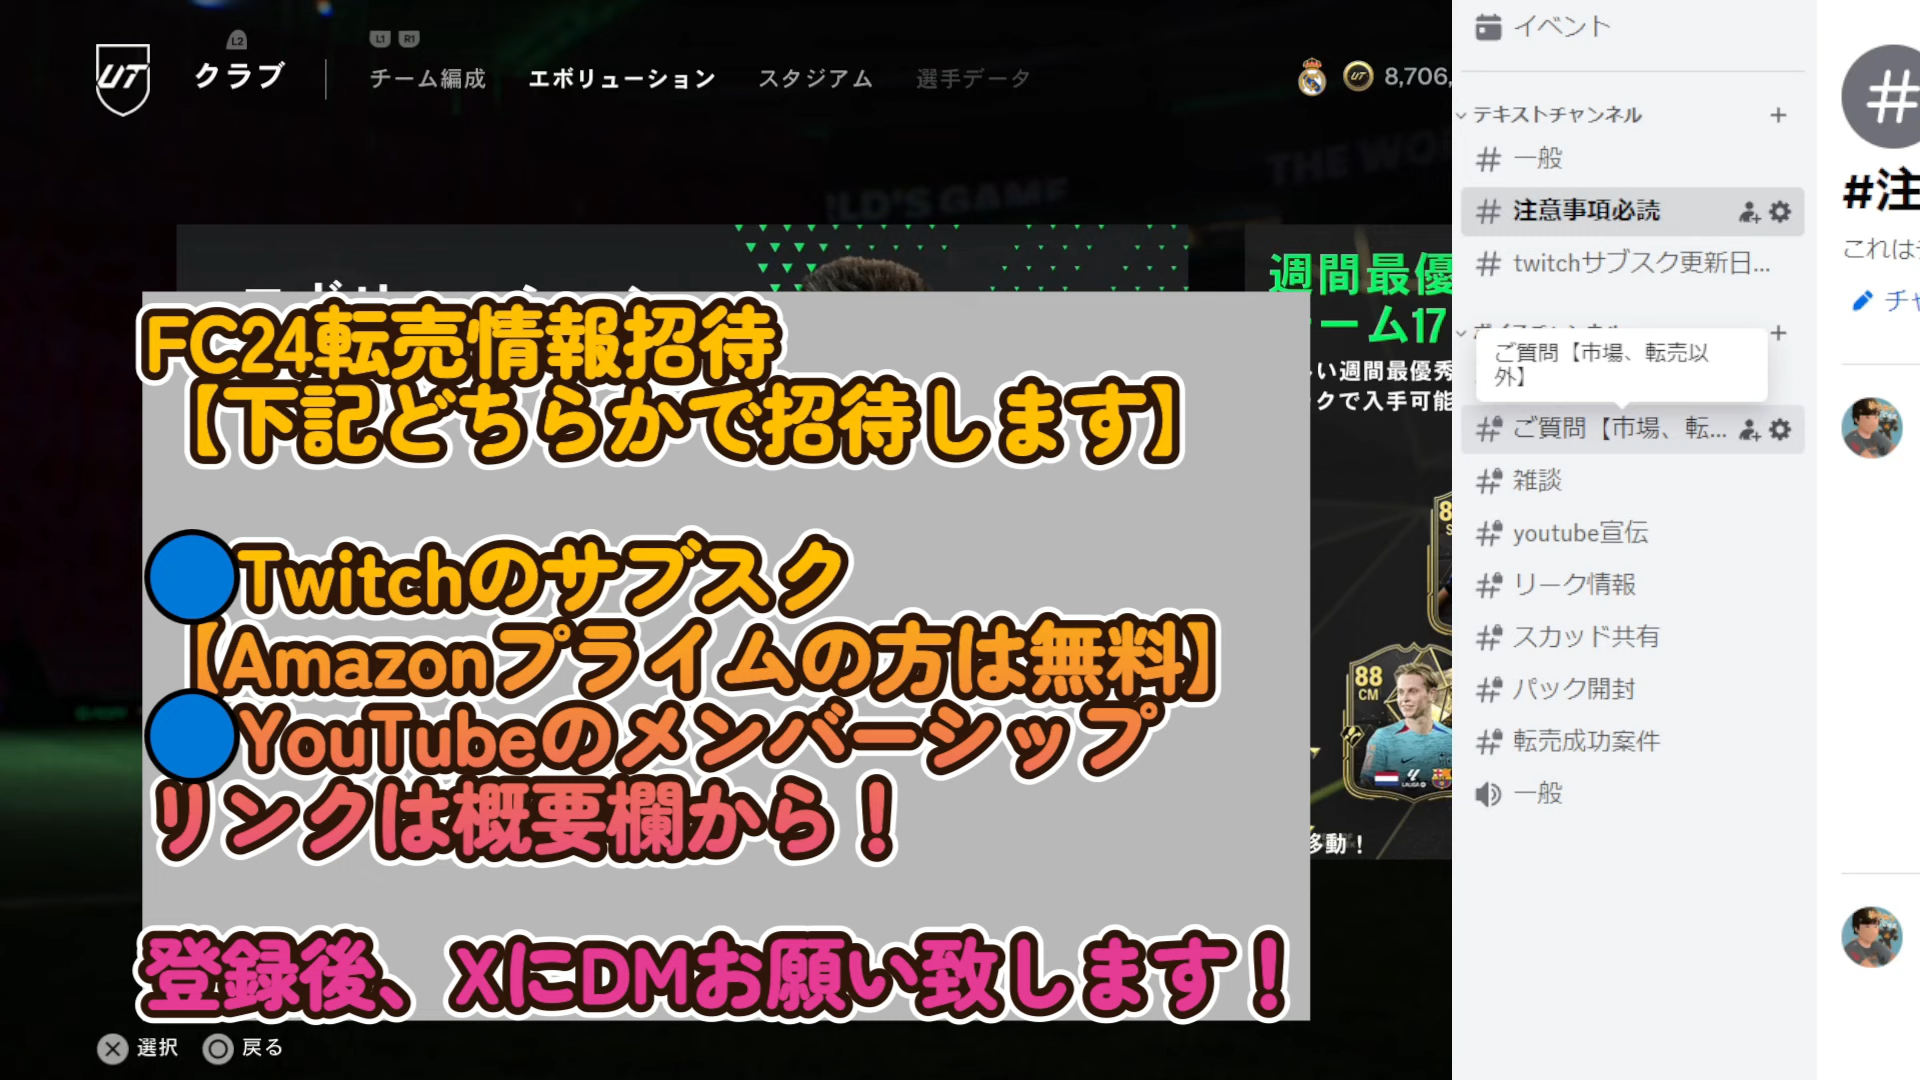 L2
L1 R1
UT
クラブ
チーム編成
エボリューション
スタジアム
選手データ
UT
8,706,
THE WO
LD'S GAME
週間最優
ーム17
い週間最優秀
クで入手可能
FC24転売情報招待
【下記どちらかで招待します】
🔵Twitchのサブスク
【Amazonプライムの方は無料】
🔵YouTubeのメンバーシップ
リンクは概要欄から！
登録後、XにDMお願い致します！
88
CM
LALIGA
移動！
選択
戻る
イベント
テキストチャンネル
一般
注意事項必読
twitchサブスク更新日...
ご質問【市場、転売以
外】
ご質問【市場、転...
雑談
youtube宣伝
リーク情報
スカッド共有
パック開封
転売成功案件
一般
#
#注
これは
チャ